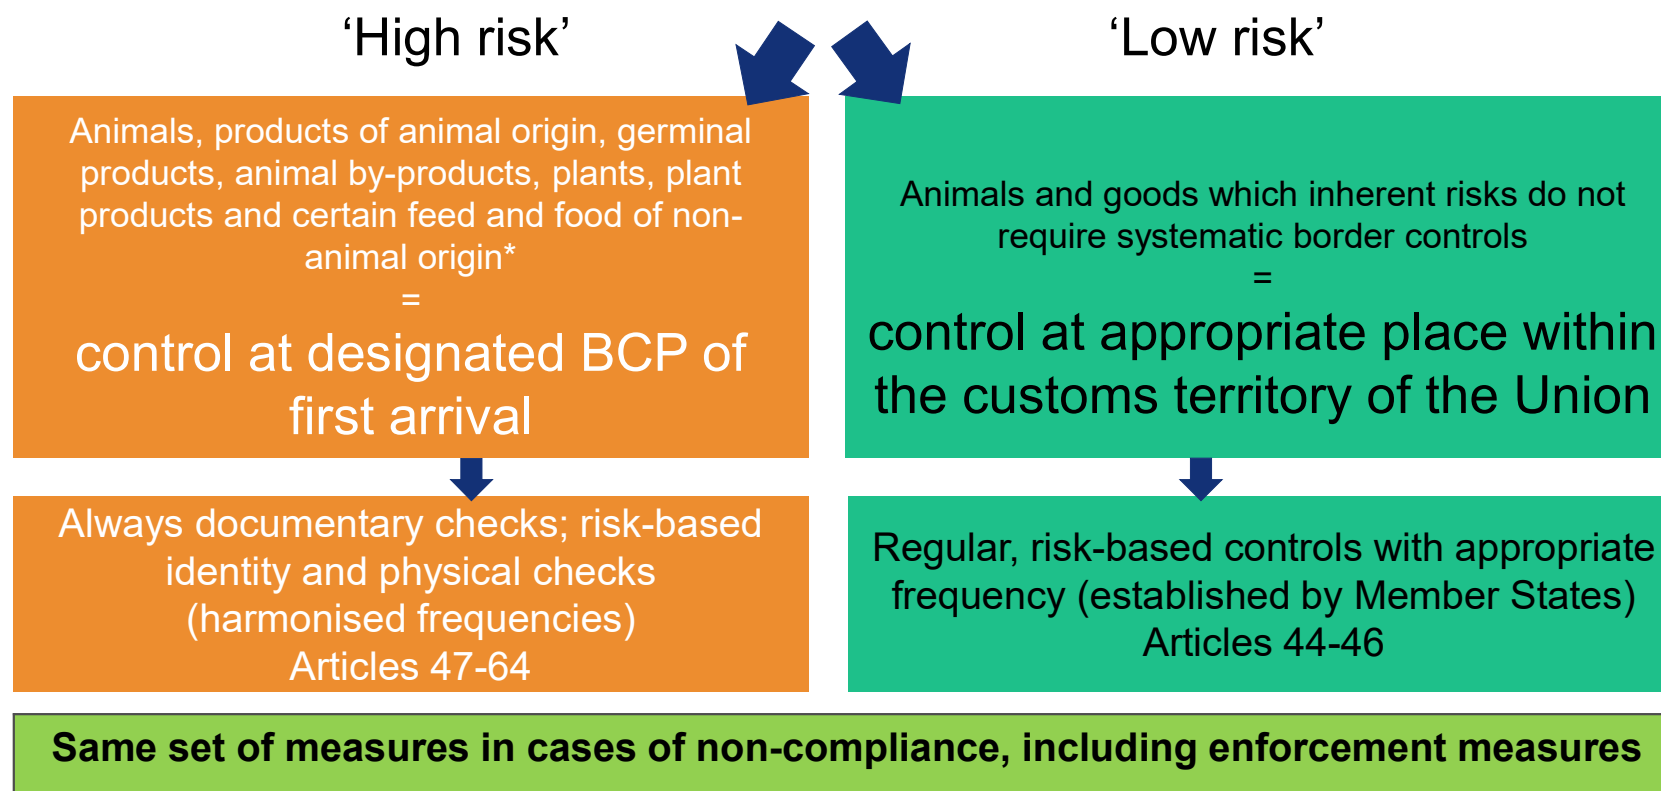 ‘High risk’
‘Low risk’
Animals, products of animal origin, germinal
products, animal by-products, plants, plant
products and certain feed and food of non-
animal origin*
=
control at designated BCP of
first arrival
Animals and goods which inherent risks do not
require systematic border controls
=
control at appropriate place within
the customs territory of the Union
Always documentary checks; risk-based
identity and physical checks
(harmonised frequencies)
Articles 47-64
Regular, risk-based controls with appropriate
frequency (established by Member States)
Articles 44-46
Same set of measures in cases of non-compliance, including enforcement measures